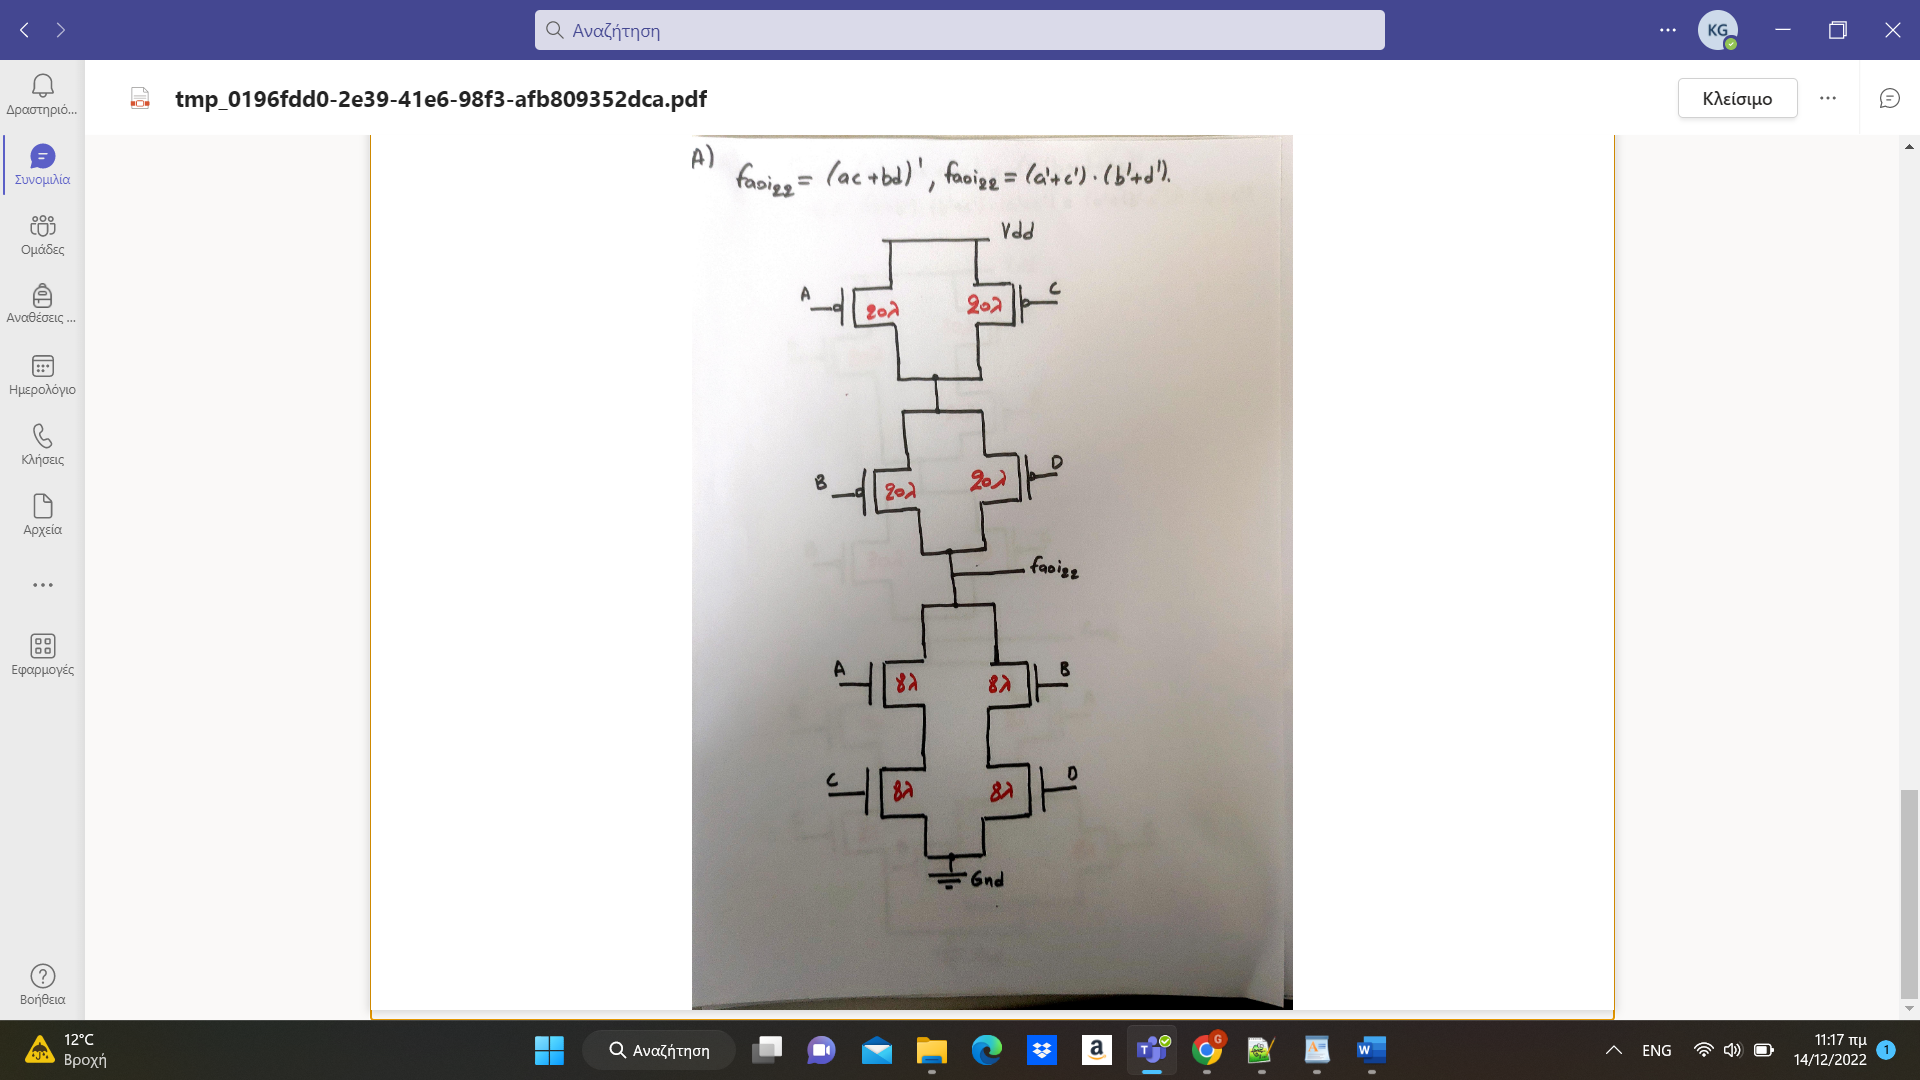 Αναζήτηση
KG
Δραστηριό...
Συνομιλία
Ομάδες
Αναθέσεις ...
Ημερολόγιο
Κλήσεις
Αρχεία
Εφαρμογές
Βοήθεια
tmp_0196fdd0-2e39-41e6-98f3-afb809352dca.pdf
Κλείσιμο
A)
faoi22 = (ac+bd)', faoi22 = (a'+c')·(b'+d').
Vdd
A 20λ 20λ C
B 20λ 20λ D
faoi22
A 8λ 8λ B
C 8λ 8λ D
Gnd
12°C
Βροχή
Αναζήτηση
ENG
11:17 πμ
14/12/2022
1